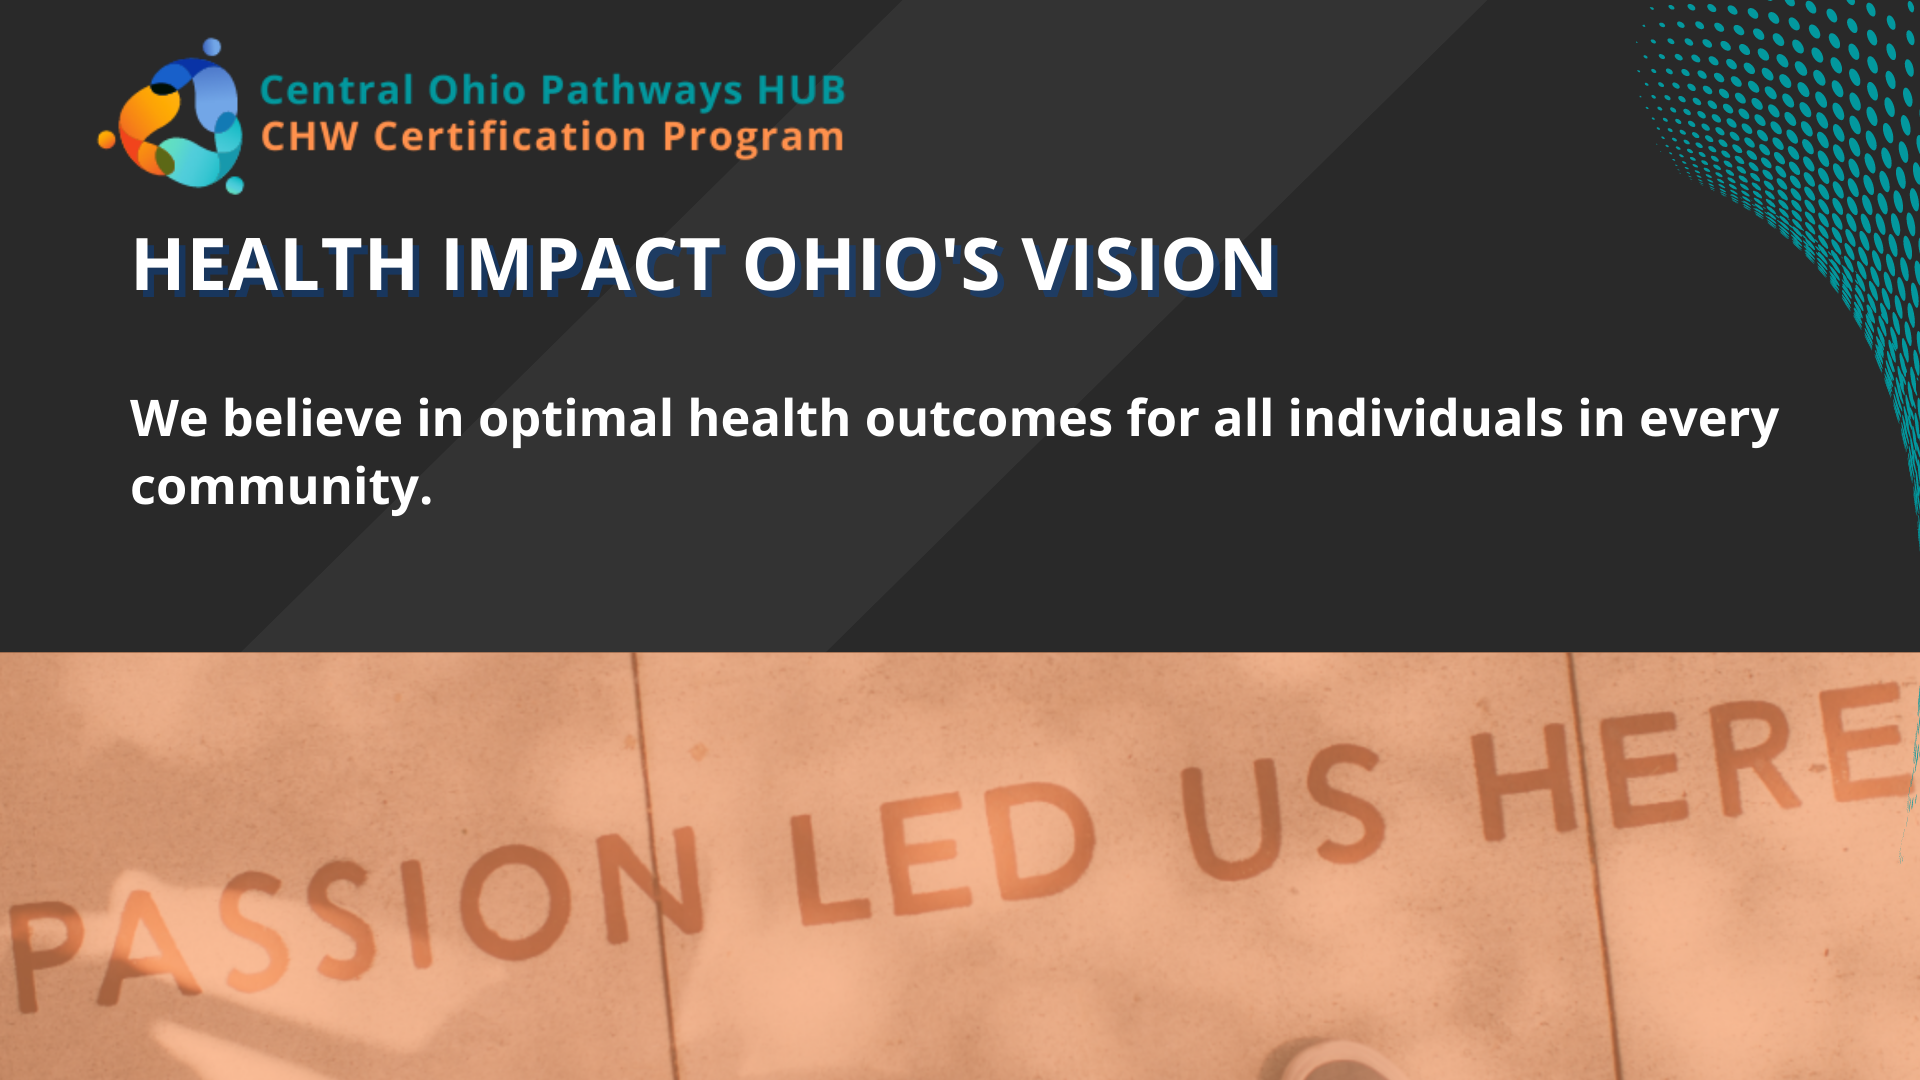 Central Ohio Pathways HUB
CHW Certification Program
HEALTH IMPACT OHIO'S VISION
We believe in optimal health outcomes for all individuals in every
community.
PASSION LED US HERE